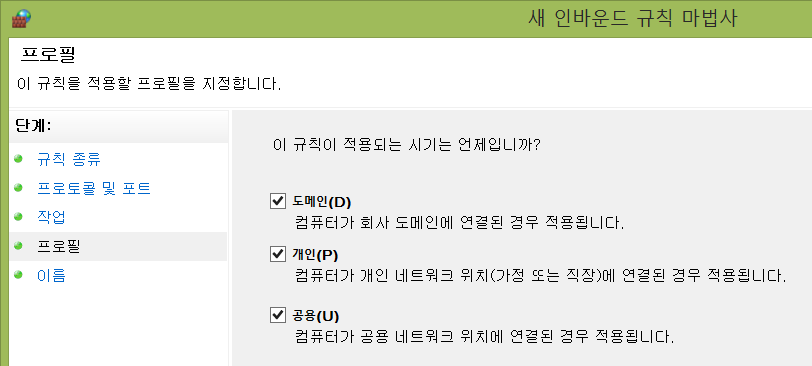 새 인바운드 규칙 마법사
프로필
이 규칙을 적용할 프로필을 지정합니다.
단계:
규칙 종류
프로토콜 및 포트
작업
프로필
이름
이 규칙이 적용되는 시기는 언제입니까?
도메인(D)
컴퓨터가 회사 도메인에 연결된 경우 적용됩니다.
개인(P)
컴퓨터가 개인 네트워크 위치(가정 또는 직장)에 연결된 경우 적용됩니다.
공용(U)
컴퓨터가 공용 네트워크 위치에 연결된 경우 적용됩니다.